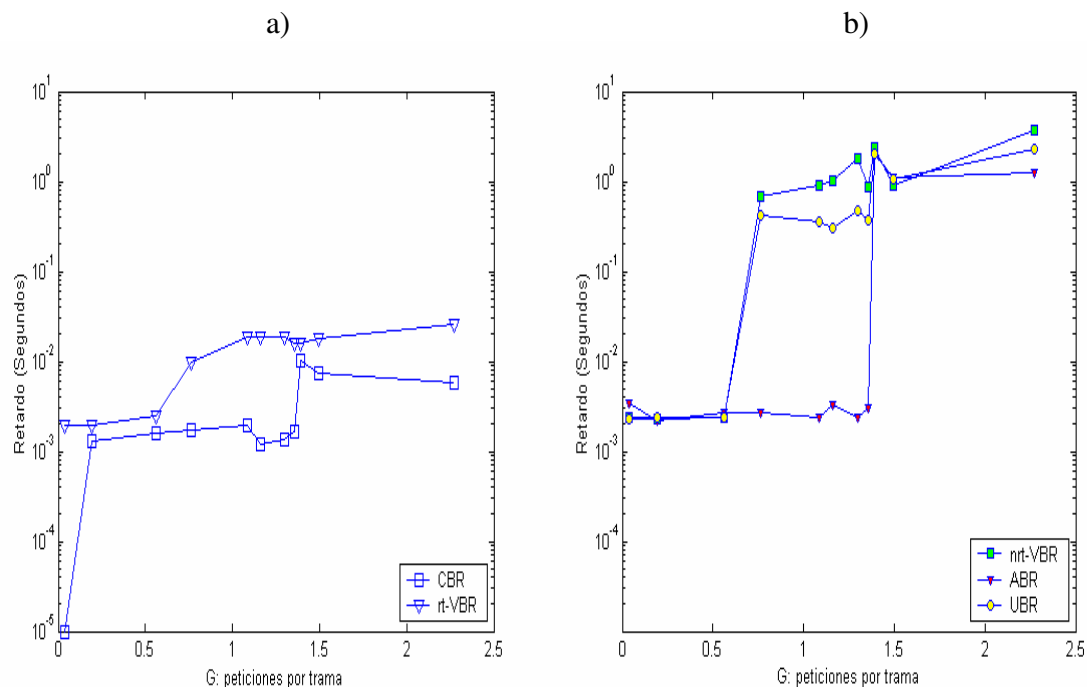 a)
b)
10^1
10^0
10^-1
10^-2
10^-3
10^-4
10^-5
Retardo (Segundos)
0 0.5 1 1.5 2 2.5
G: peticiones por trama
CBR
rt-VBR
10^1
10^0
10^-1
10^-2
10^-3
10^-4
10^-5
Retardo (Segundos)
0 0.5 1 1.5 2 2.5
G: peticiones por trama
nrt-VBR
ABR
UBR